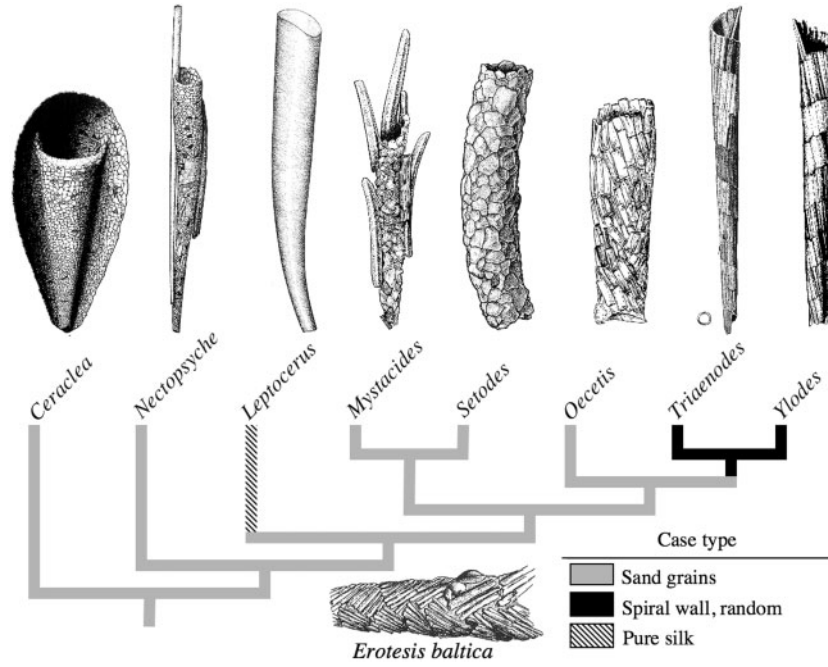 Ceraclea
Nectopsyche
Leptocerus
Mystacides
Setodes
Oecetis
Triaenodes
Ylodes
Case type
Sand grains
Spiral wall, random
Pure silk
Erotesis baltica